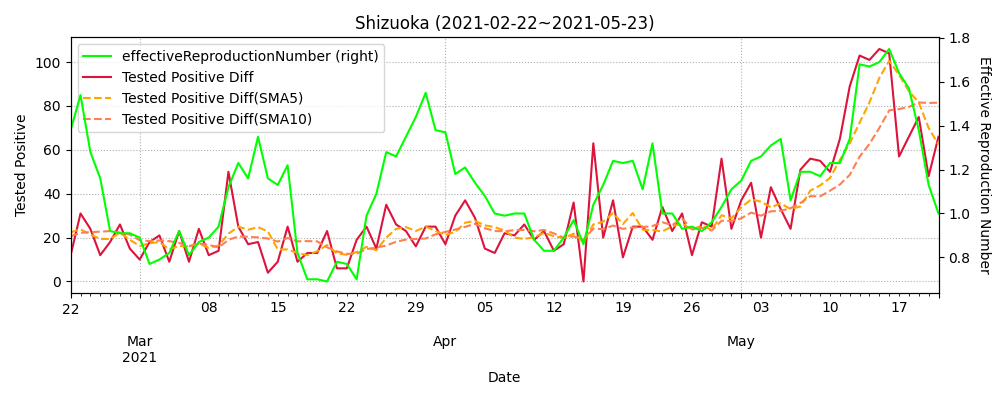 Shizuoka (2021-02-22~2021-05-23)
effectiveReproductionNumber (right)
Tested Positive Diff
Tested Positive Diff(SMA5)
Tested Positive Diff(SMA10)
Tested Positive
100
80
60
40
20
0
1.8
1.6
1.4
1.2
1.0
0.8
Effective Reproduction Number
22 08 15 22 29 05 12 19 26 03 10 17
Mar Apr May
2021
Date